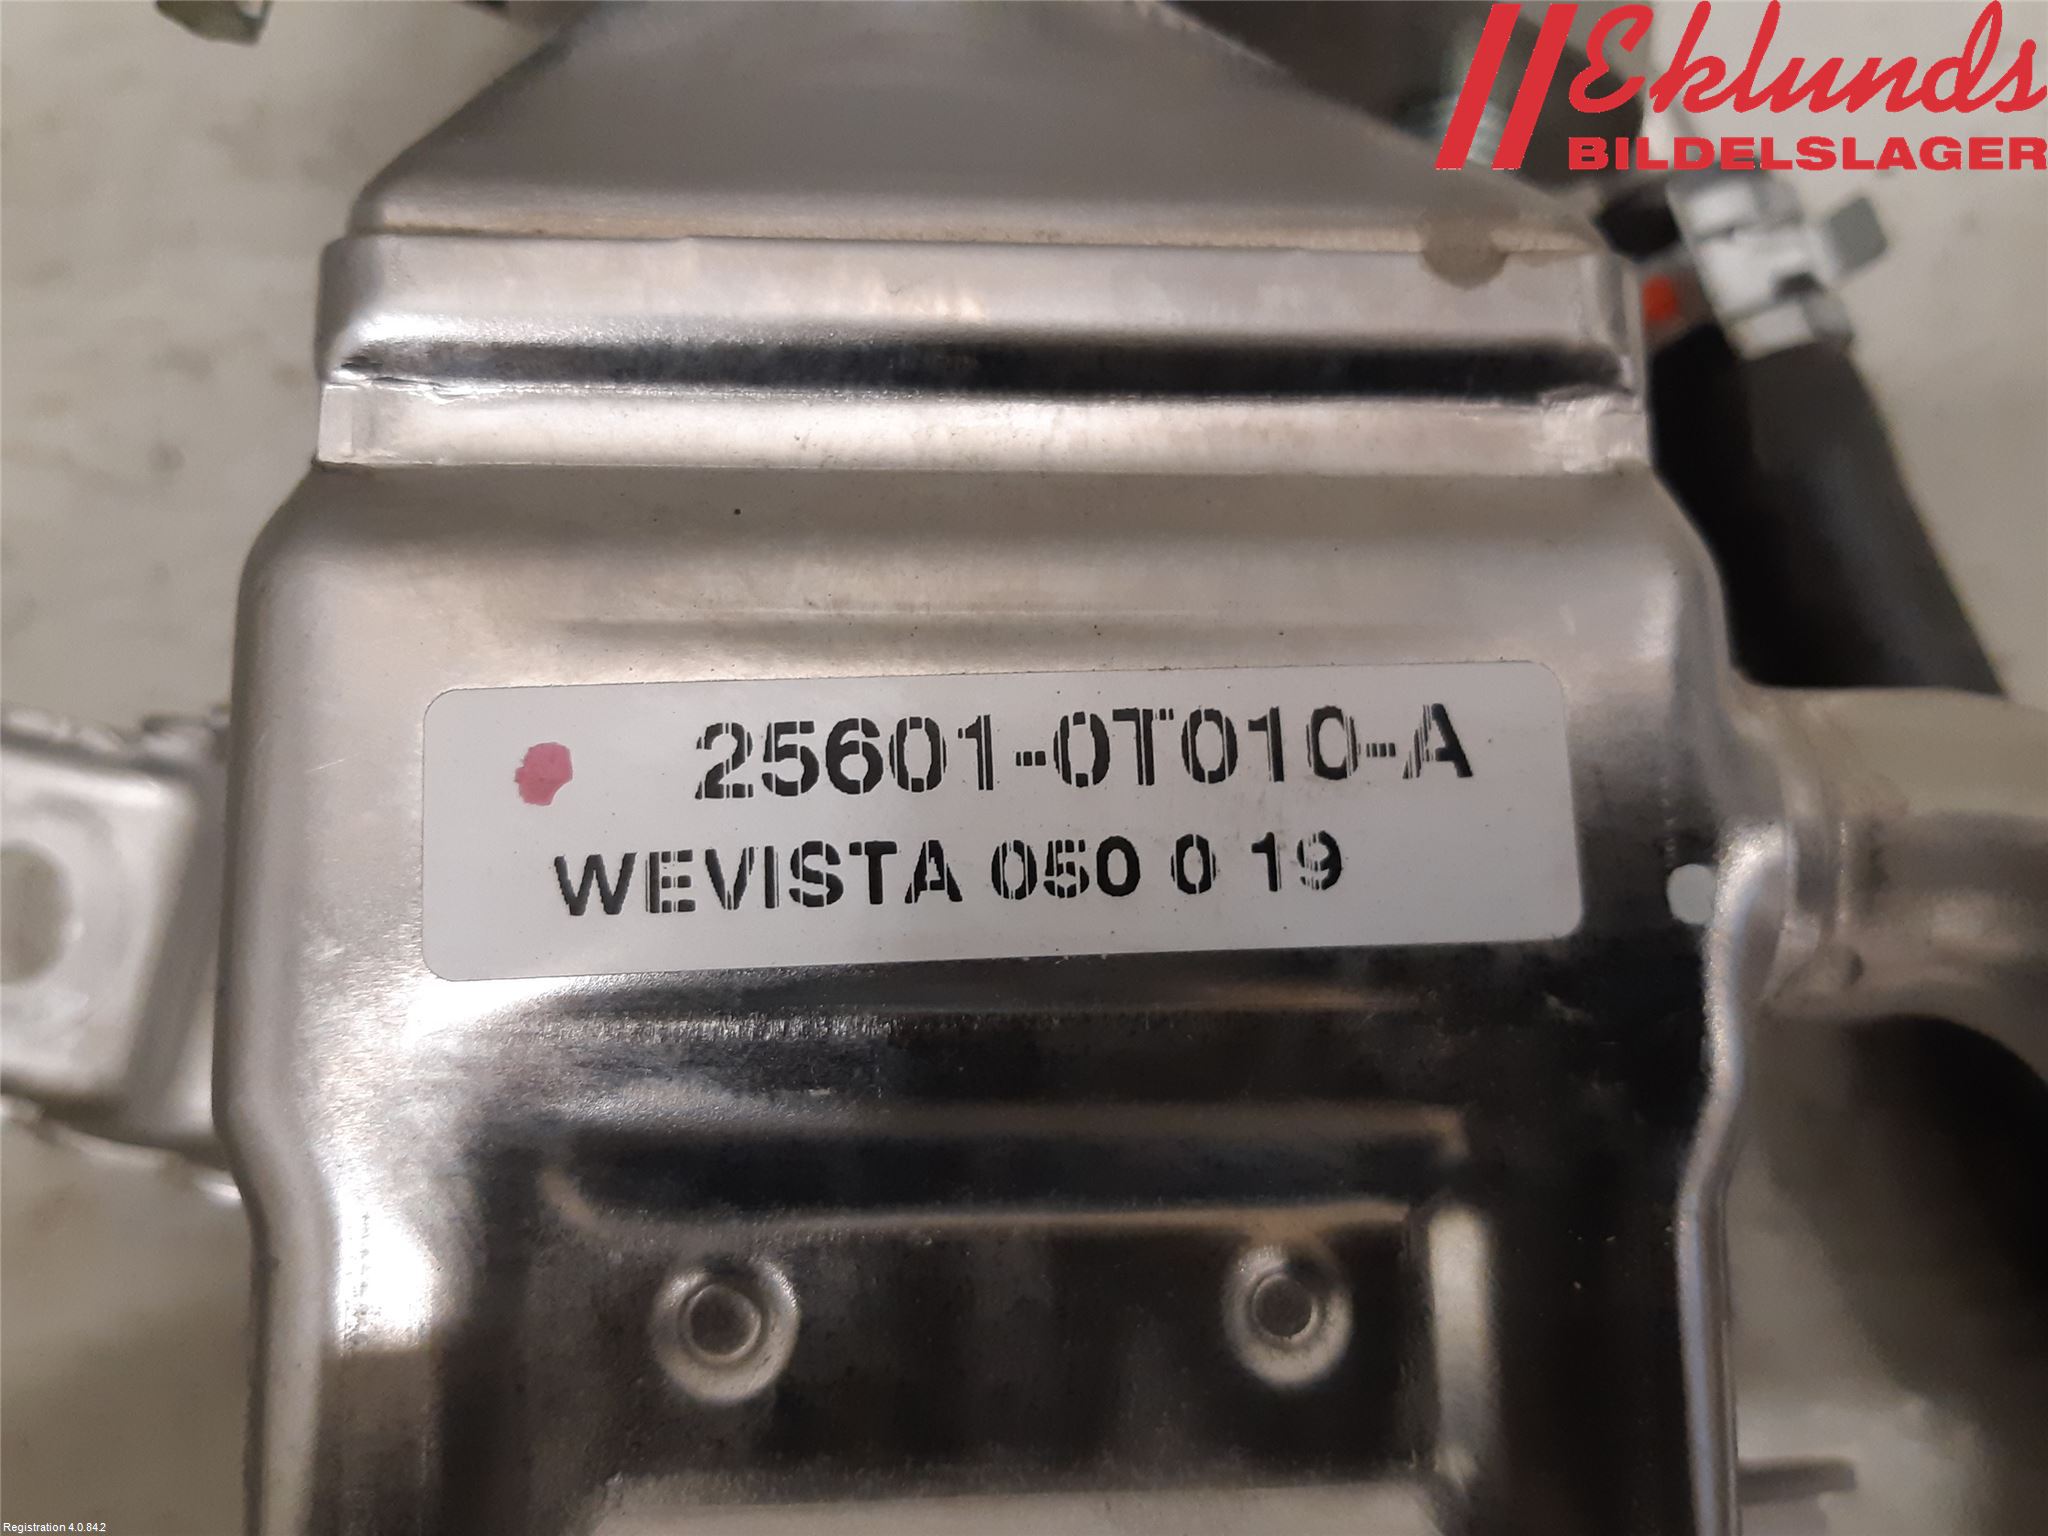 Eklunds
BILDELSLAGER
25601-0T010-A
WEVISTA 050 0 19
Registration 4.0.84.2